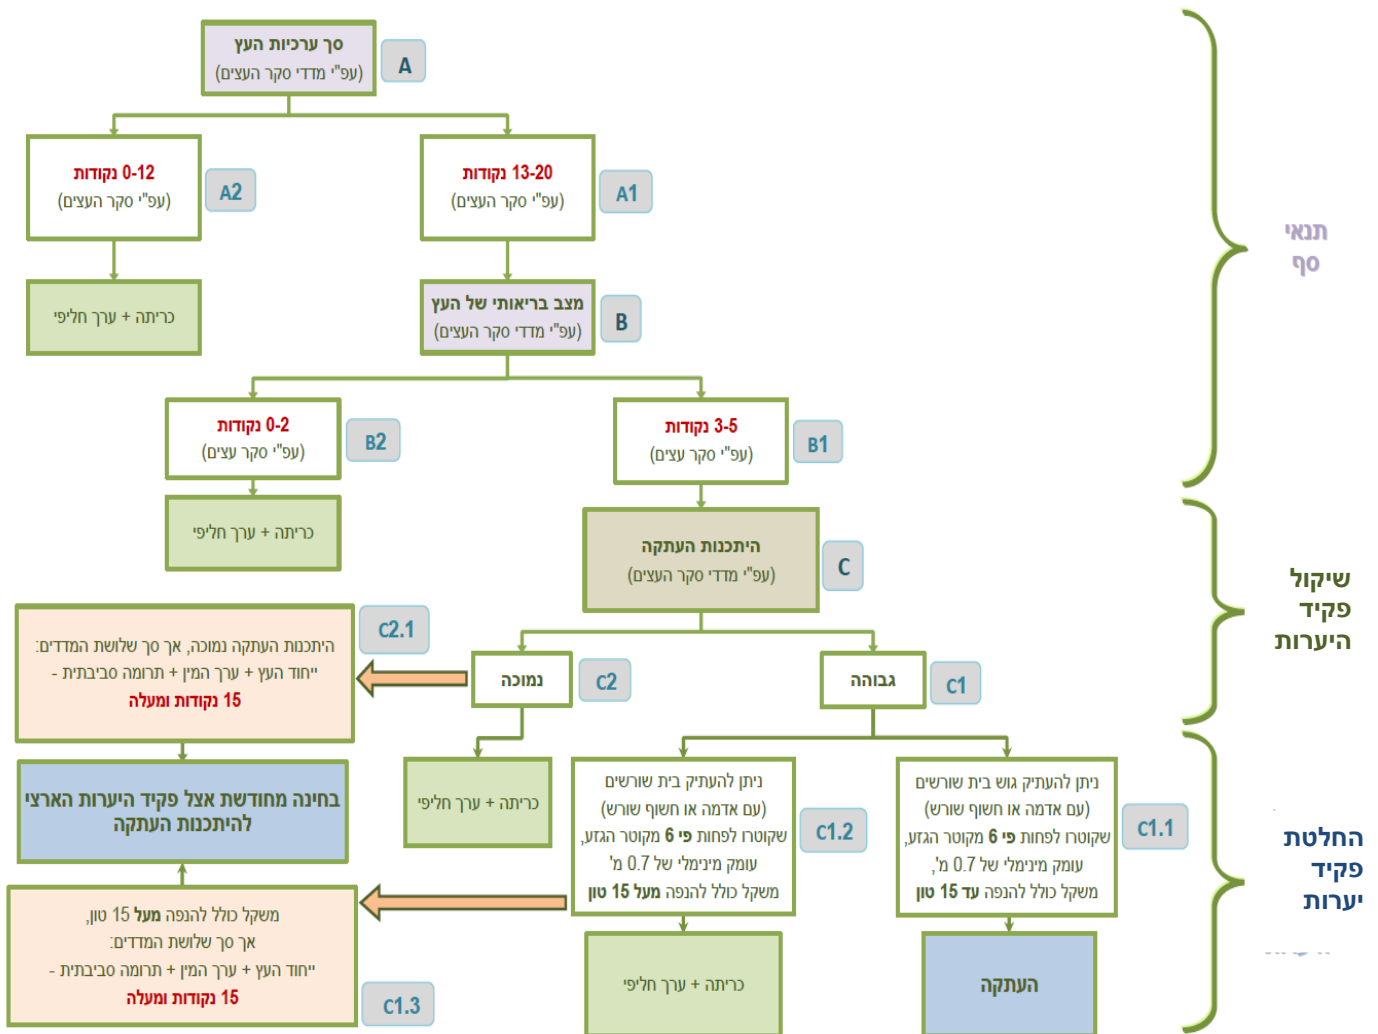 סך ערכיות העץ
(עפ"י מדדי סקר העצים)
A
13-20 נקודות
(עפ"י סקר העצים)
A1
0-12 נקודות
(עפ"י סקר העצים)
A2
כריתה + ערך חליפי
מצב בריאותי של העץ
(עפ"י מדדי סקר העצים)
B
תנאי
סף
3-5 נקודות
(עפ"י סקר עצים)
B1
0-2 נקודות
(עפ"י סקר עצים)
B2
כריתה + ערך חליפי
היתכנות העתקה
(עפ"י מדדי סקר העצים)
C
שיקול
פקיד
היערות
גבוהה
C1
נמוכה
C2
C2.1
היתכנות העתקה נמוכה, אך סך שלושת המדדים:
ייחוד העץ + ערך המין + תרומה סביבתית -
15 נקודות ומעלה
ניתן להעתיק גוש בית שורשים
(עם אדמה או חשוף שורש)
שקוטרו לפחות פי 6 מקוטר הגזע,
עומק מינימלי של 0.7 מ',
משקל כולל להנפה עד 15 טון
C1.1
ניתן להעתיק בית שורשים
(עם אדמה או חשוף שורש)
שקוטרו לפחות פי 6 מקוטר הגזע,
עומק מינימלי של 0.7 מ'
משקל כולל להנפה מעל 15 טון
C1.2
כריתה + ערך חליפי
בחינה מחודשת אצל פקיד היערות הארצי
להיתכנות העתקה
החלטת
פקיד
יערות
העתקה
כריתה + ערך חליפי
משקל כולל להנפה מעל 15 טון,
אך סך שלושת המדדים:
ייחוד העץ + ערך המין + תרומה סביבתית -
15 נקודות ומעלה
C1.3